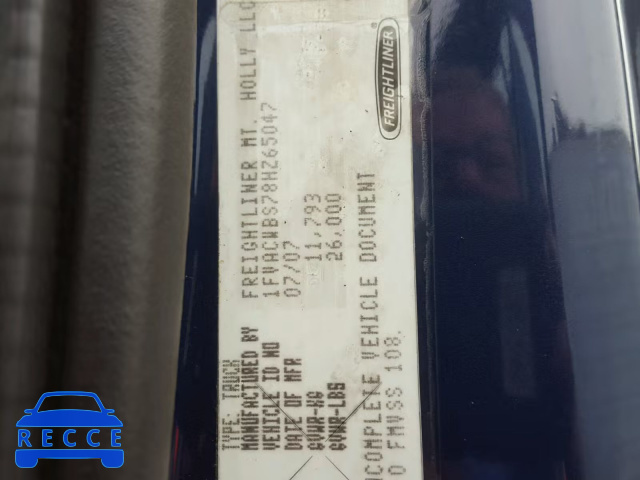 TYPE: TRUCK
MANUFACTURED BY FREIGHTLINER MT. HOLLY LLC
VEHICLE ID NO 1FVACWBS78HZ65047
DATE OF MFR 07/07
GVWR-KG 11,793
GVWR-LBS 26,000
NCOMPLETE VEHICLE DOCUMENT
O FMVSS 108.
FREIGHTLINER
RECCE